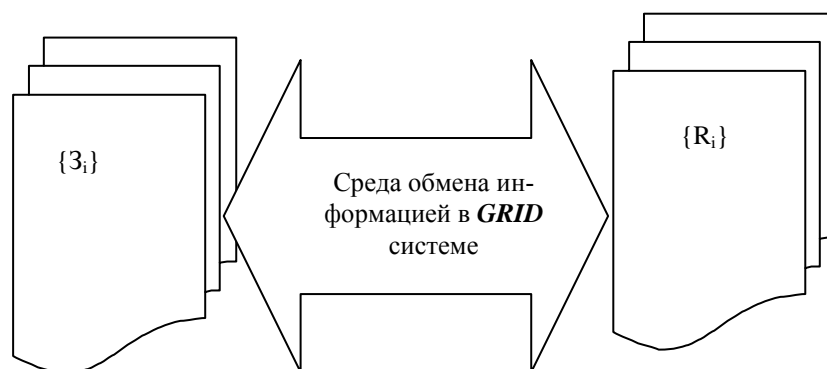 {З_i}
{R_i}
Среда обмена ин-
формацией в GRID
системе